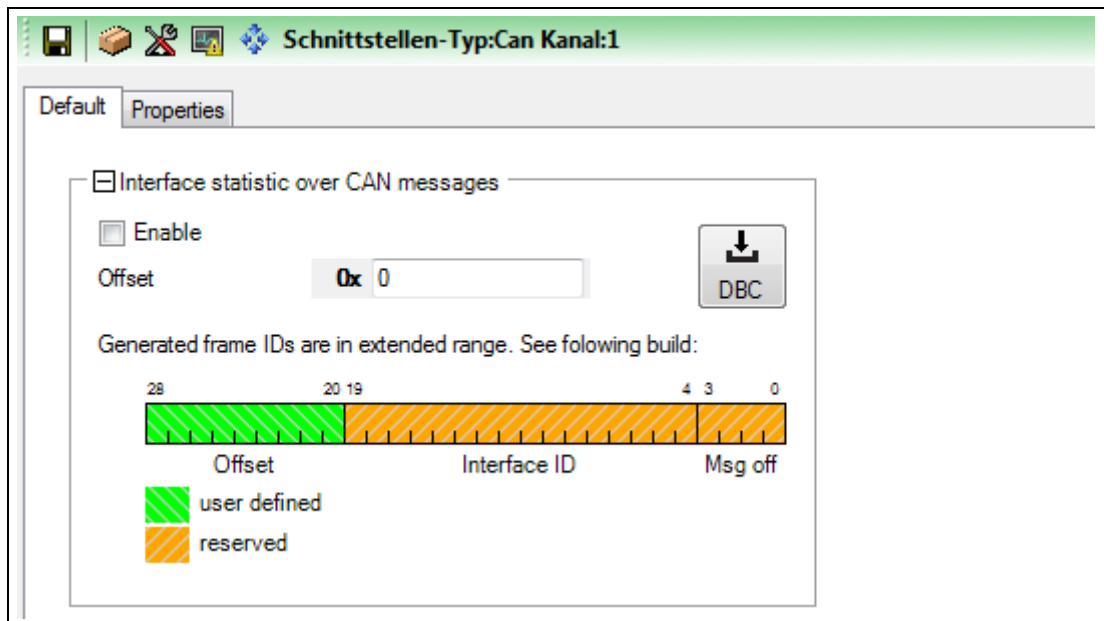 Schnittstellen-Typ:Can Kanal:1
Default Properties
Interface statistic over CAN messages
Enable
Offset 0x 0
DBC
Generated frame IDs are in extended range. See folowing build:
28 20 19 4 3 0
Offset Interface ID Msg off
user defined
reserved